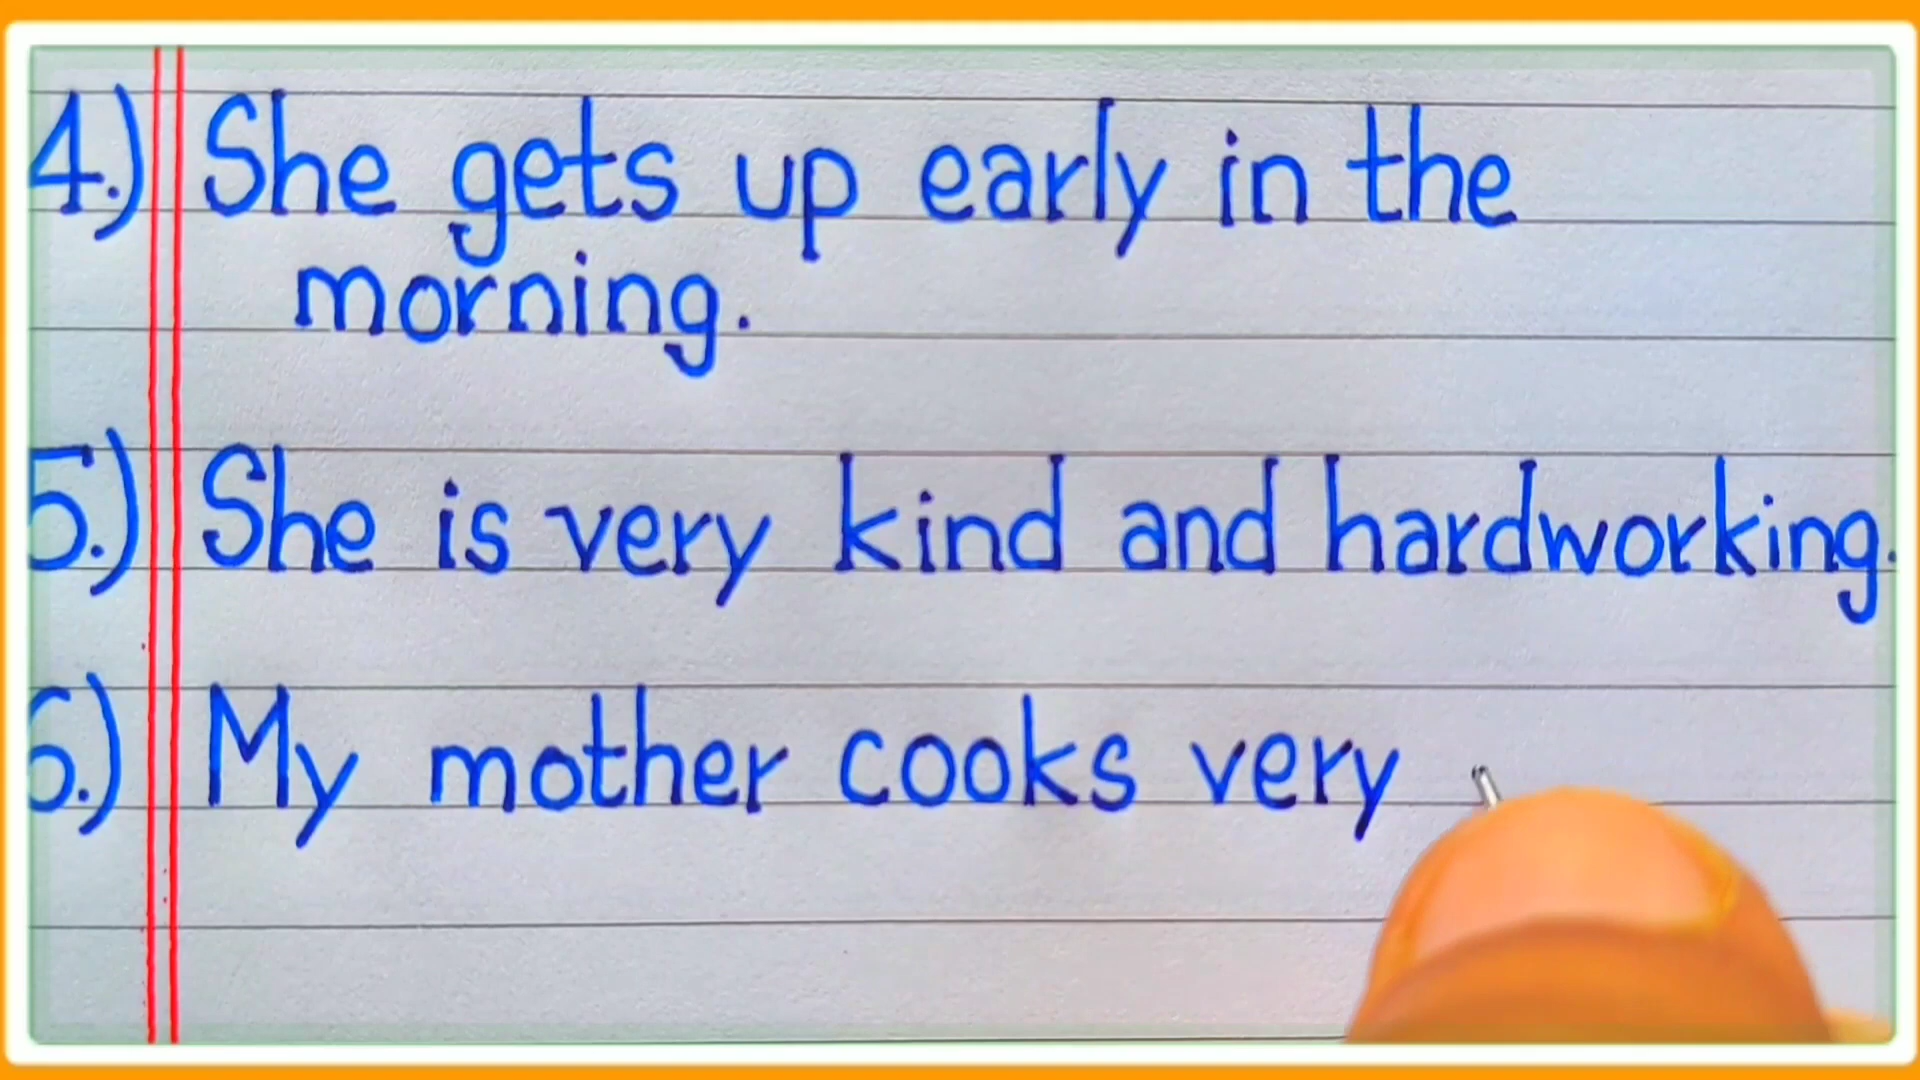 4.) She gets up early in the
morning.
5.) She is very kind and hardworking.
6.) My mother cooks very